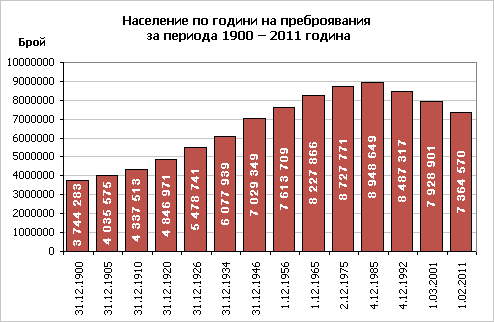 Население по години на преброявания
за периода 1900 – 2011 година
Брой
10000000
9000000
8000000
7000000
6000000
5000000
4000000
3000000
2000000
1000000
0
3 744 283
4 035 575
4 337 513
4 846 971
5 478 741
6 077 939
7 029 349
7 613 709
8 227 866
8 727 771
8 948 649
8 487 317
7 928 901
7 364 570
31.12.1900
31.12.1905
31.12.1910
31.12.1920
31.12.1926
31.12.1934
31.12.1946
1.12.1956
1.12.1965
2.12.1975
4.12.1985
4.12.1992
1.03.2001
1.02.2011